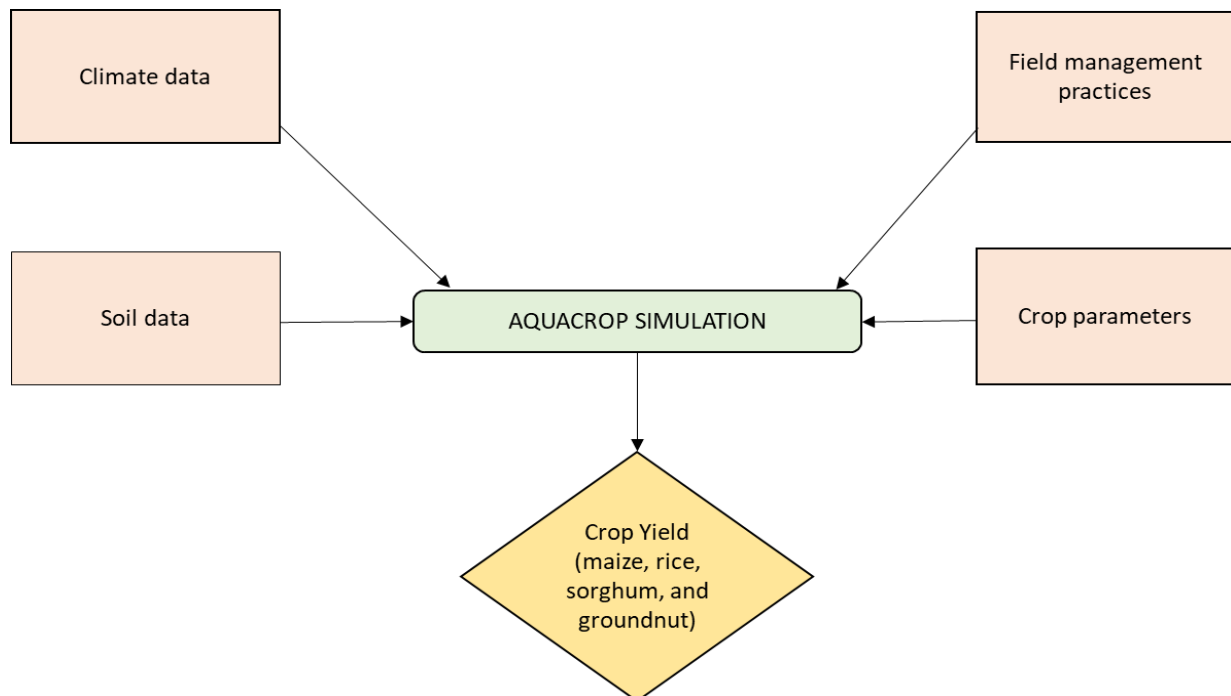 Climate data
Field management
practices
Soil data
AQUACROP SIMULATION
Crop parameters
Crop Yield
(maize, rice,
sorghum, and
groundnut)